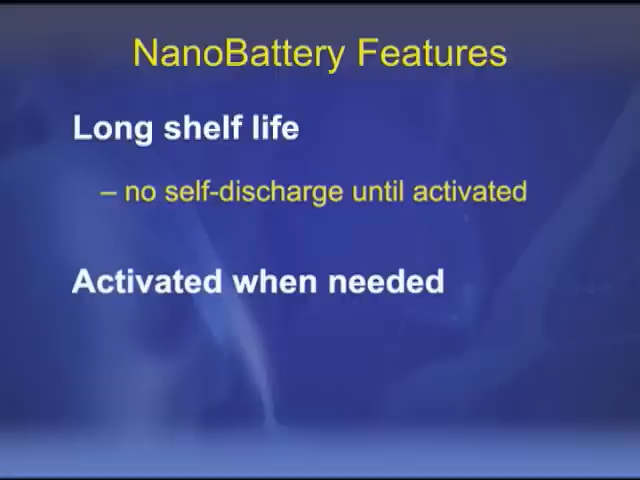 NanoBattery Features
Long shelf life
– no self-discharge until activated
Activated when needed